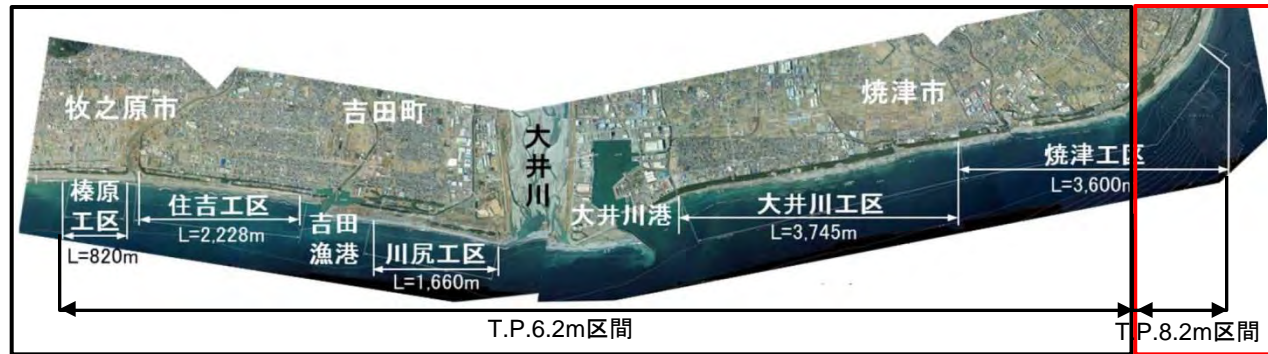 牧之原市
吉田町
大井川
焼津市
榛原
工区
L=820m
住吉工区
L=2,228m
吉田
漁港
川尻工区
L=1,660m
大井川港
大井川工区
L=3,745m
焼津工区
L=3,600m
T.P.6.2m区間
T.P.8.2m区間